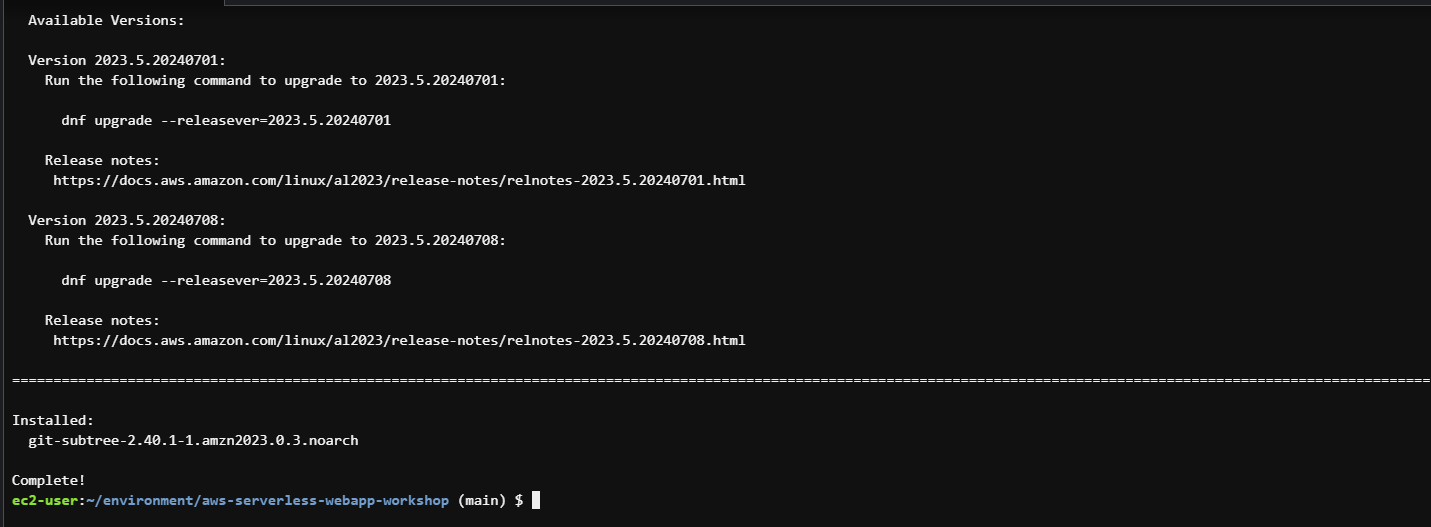 Available Versions:
Version 2023.5.20240701:
Run the following command to upgrade to 2023.5.20240701:
dnf upgrade --releasever=2023.5.20240701
Release notes:
https://docs.aws.amazon.com/linux/al2023/release-notes/relnotes-2023.5.20240701.html
Version 2023.5.20240708:
Run the following command to upgrade to 2023.5.20240708:
dnf upgrade --releasever=2023.5.20240708
Release notes:
https://docs.aws.amazon.com/linux/al2023/release-notes/relnotes-2023.5.20240708.html
============================================================================================================================================================================
Installed:
git-subtree-2.40.1-1.amzn2023.0.3.noarch
Complete!
ec2-user:~/environment/aws-serverless-webapp-workshop (main) $